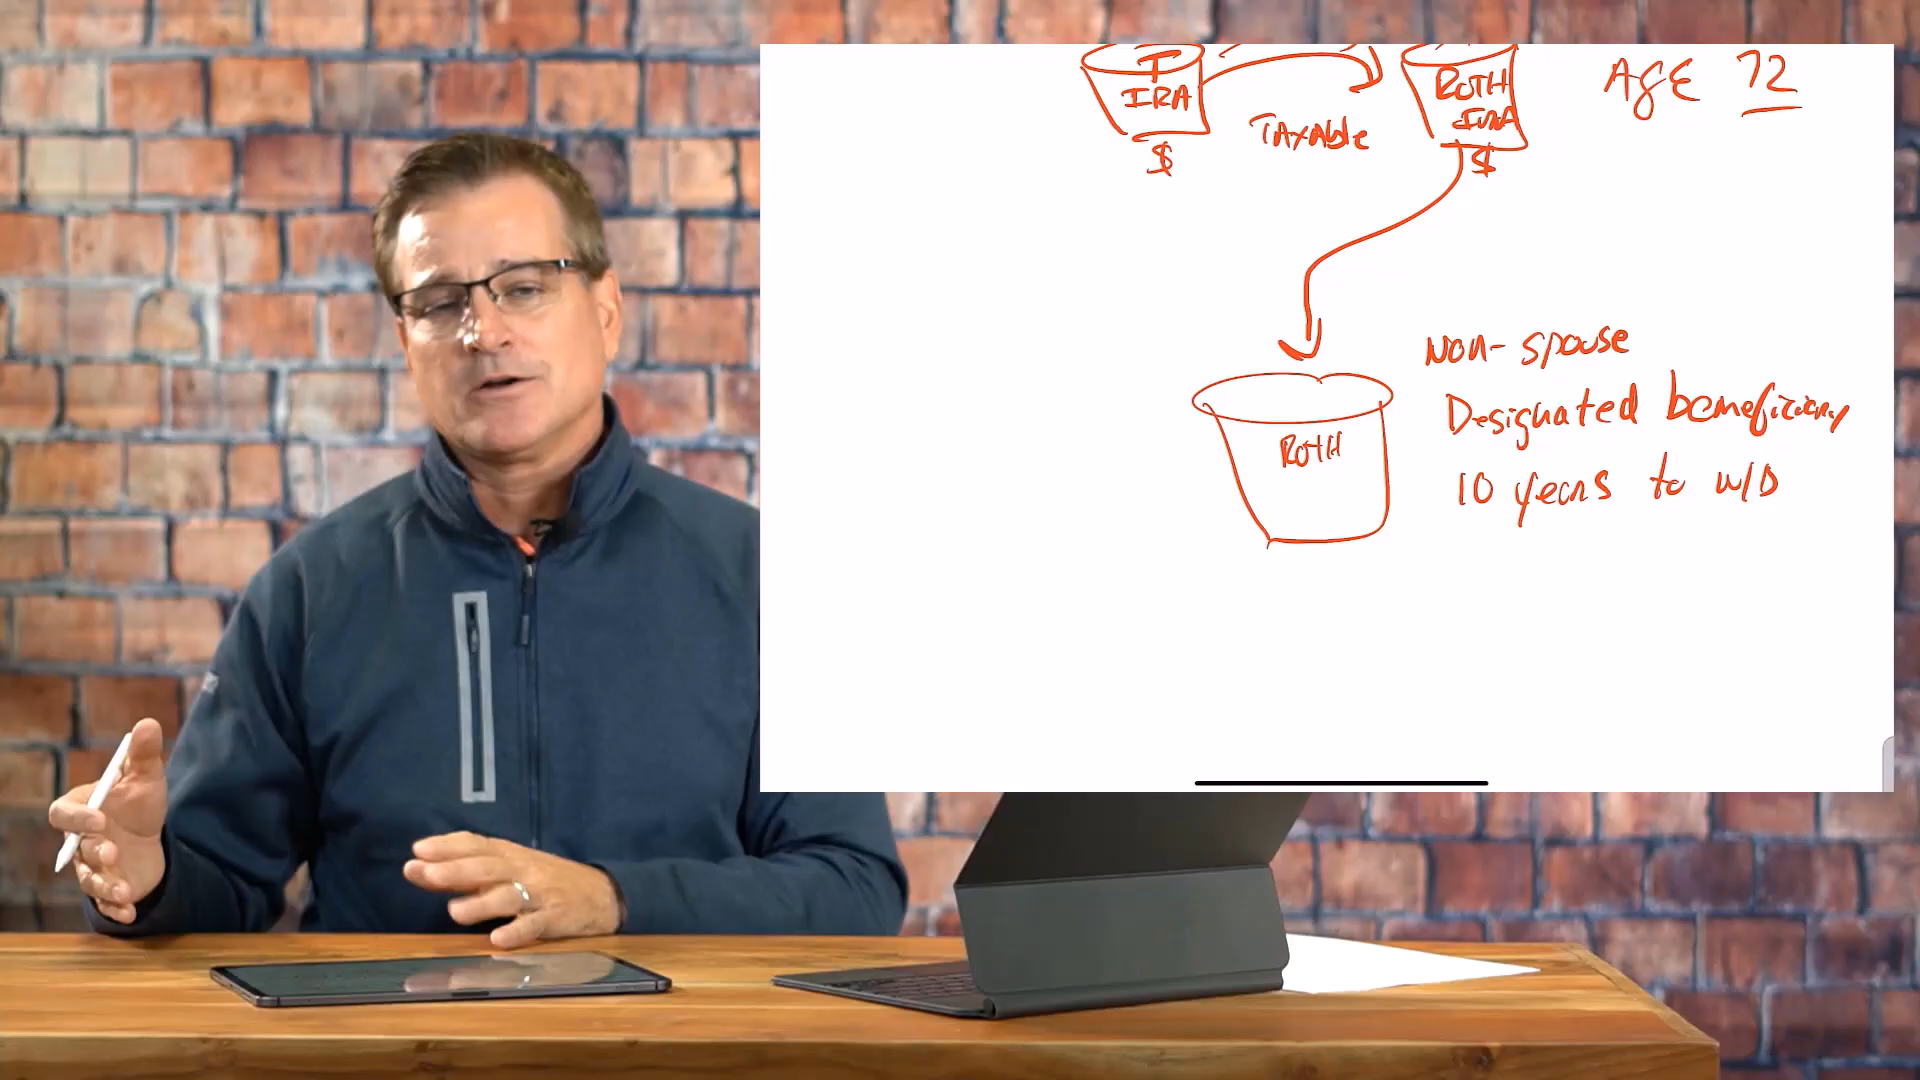 T
IRA
$
TAXABLE
ROTH
IRA
$
AGE 72
NON-SPOUSE
Designated beneficiary
ROTH
10 years to W/D